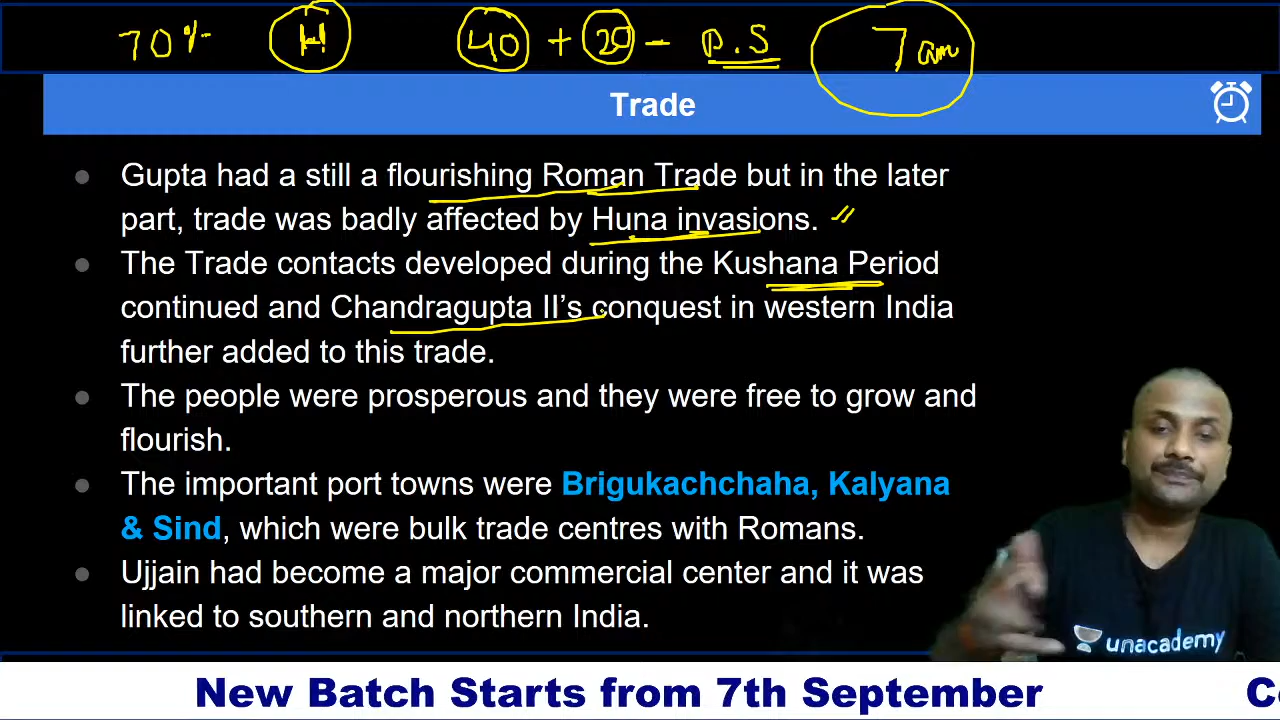 70% H 40 + 20 - P.S 7 am
Trade
Gupta had a still a flourishing Roman Trade but in the later
part, trade was badly affected by Huna invasions.
The Trade contacts developed during the Kushana Period
continued and Chandragupta II's conquest in western India
further added to this trade.
The people were prosperous and they were free to grow and
flourish.
The important port towns were Brigukachchaha, Kalyana
& Sind, which were bulk trade centres with Romans.
Ujjain had become a major commercial center and it was
linked to southern and northern India.
unacademy
New Batch Starts from 7th September